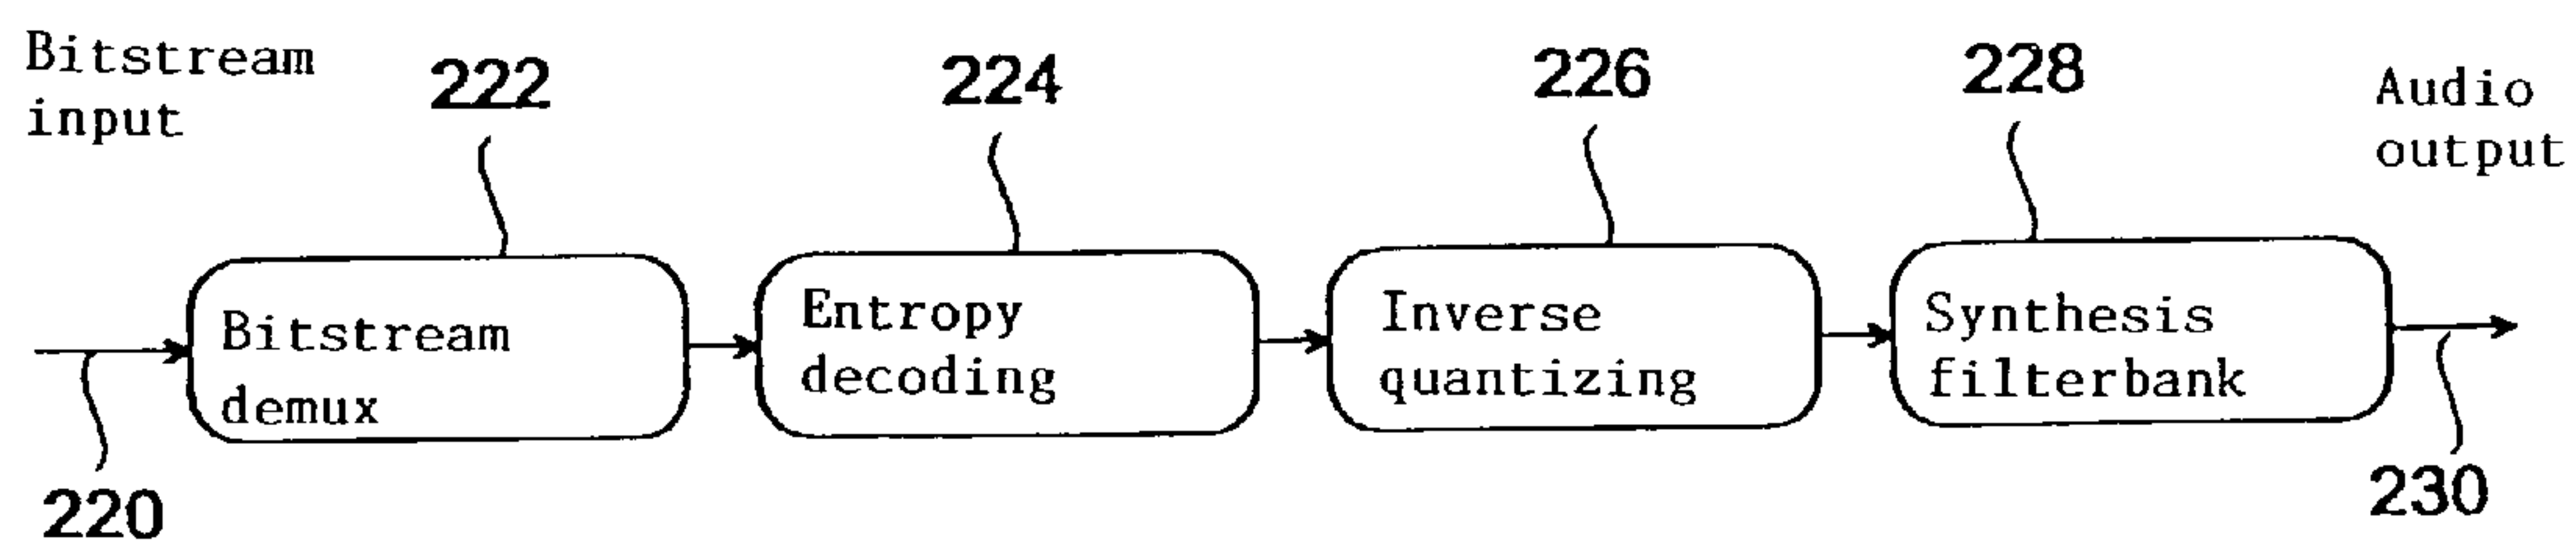 Bitstream
input
222
224
226
228
Audio
output
Bitstream
demux
Entropy
decoding
Inverse
quantizing
Synthesis
filterbank
220
230